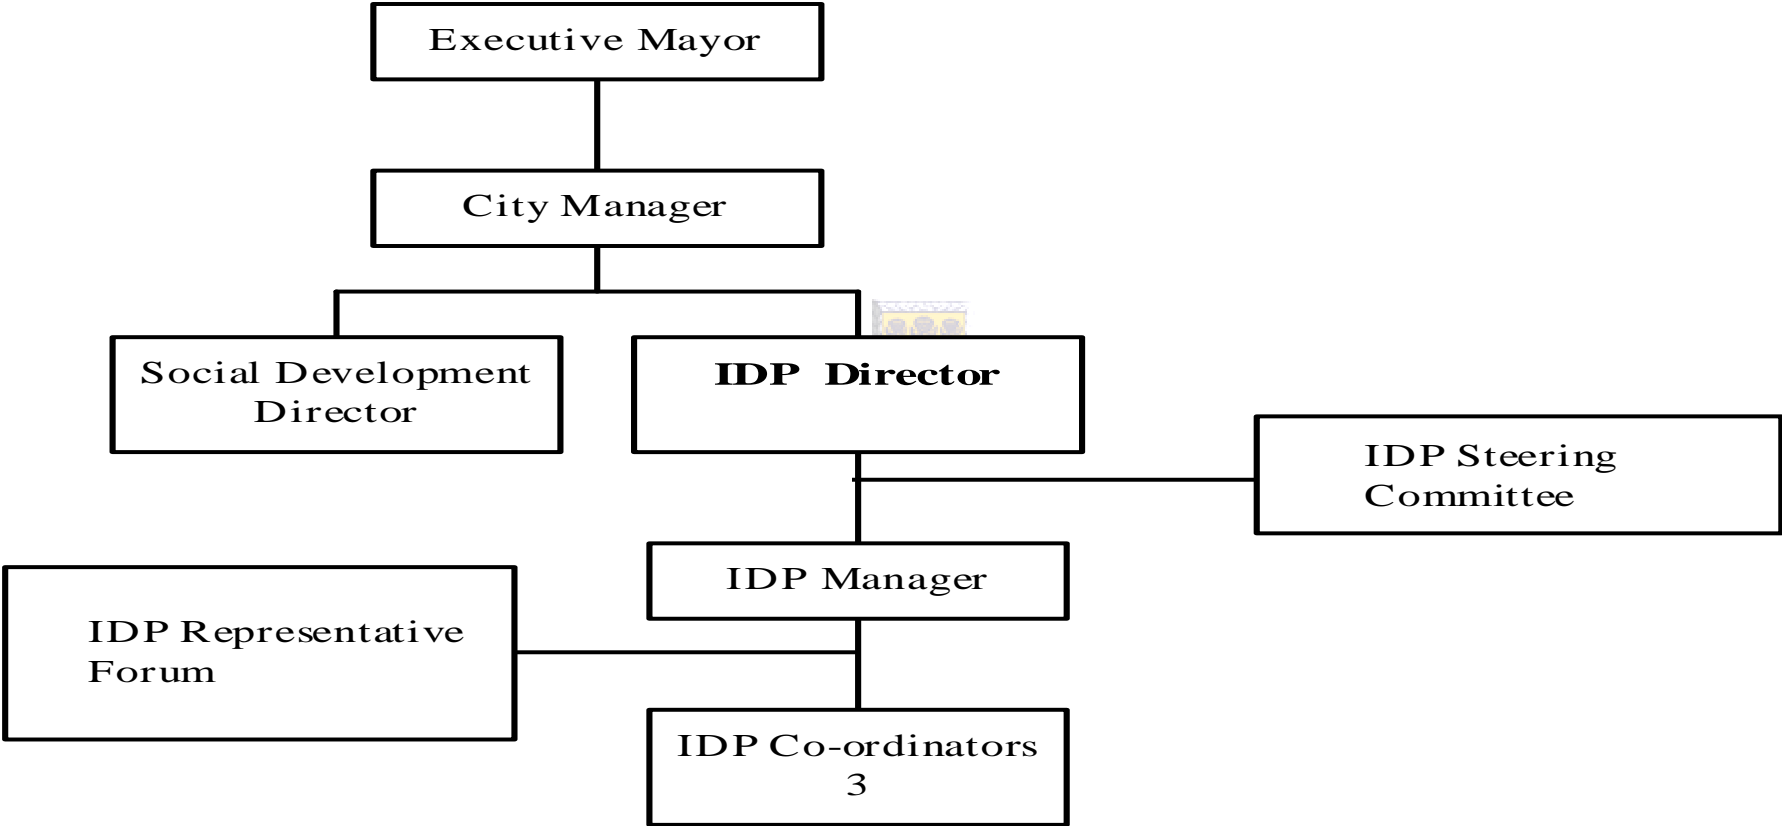 Executive Mayor
City Manager
Social Development
Director
IDP Director
IDP Steering
Committee
IDP Manager
IDP Representative
Forum
IDP Co-ordinators
3